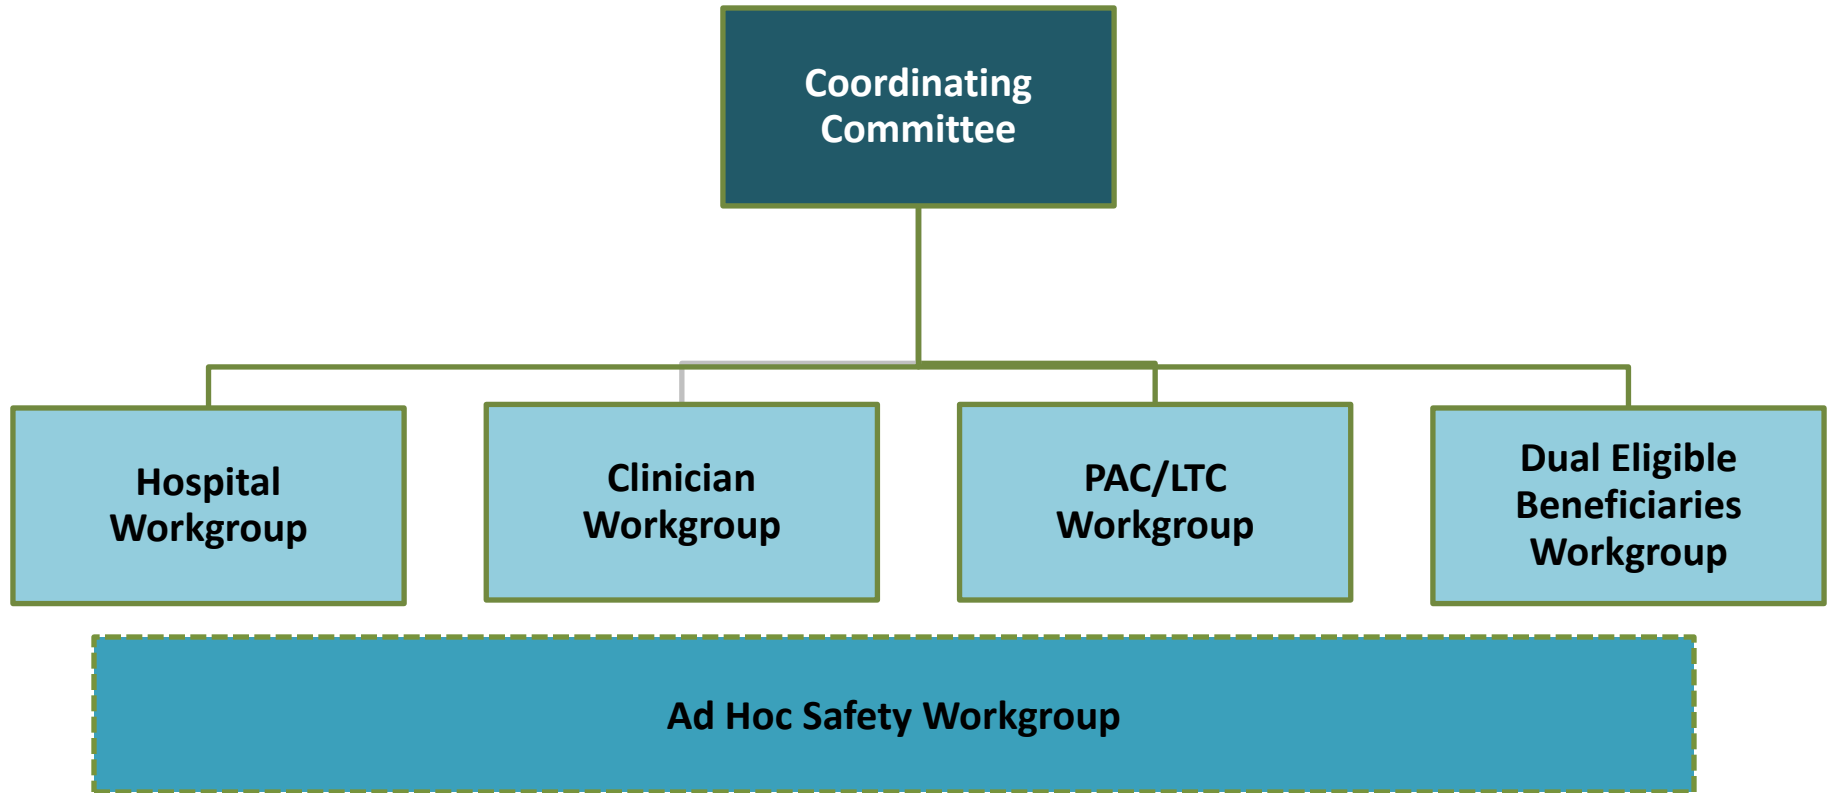 Coordinating
Committee
Hospital
Workgroup
Clinician
Workgroup
PAC/LTC
Workgroup
Dual Eligible
Beneficiaries
Workgroup
Ad Hoc Safety Workgroup